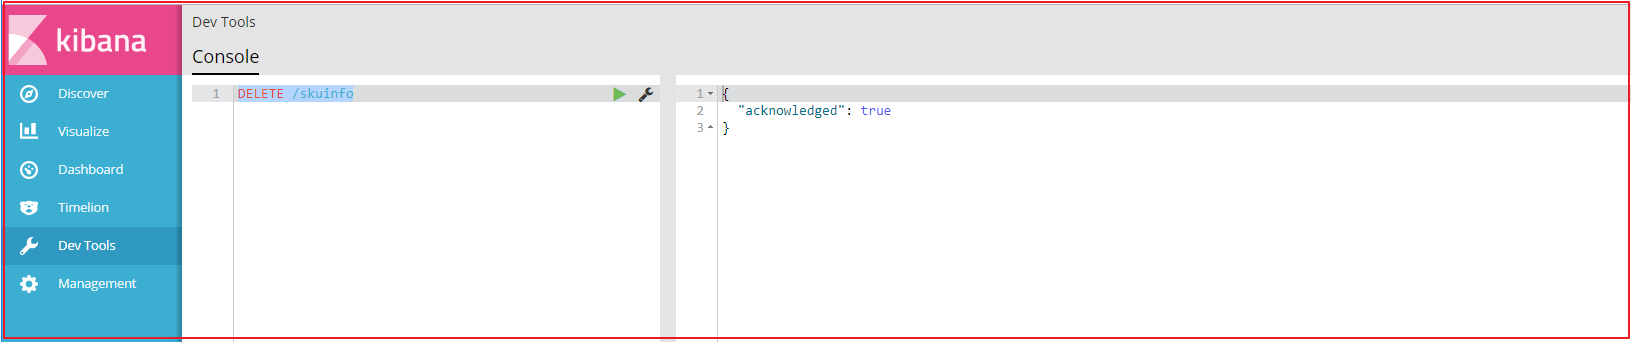 kibana
Discover
Visualize
Dashboard
Timelion
Dev Tools
Management
Dev Tools
Console
1 DELETE /skuinfo
1 {
2 "acknowledged": true
3 }